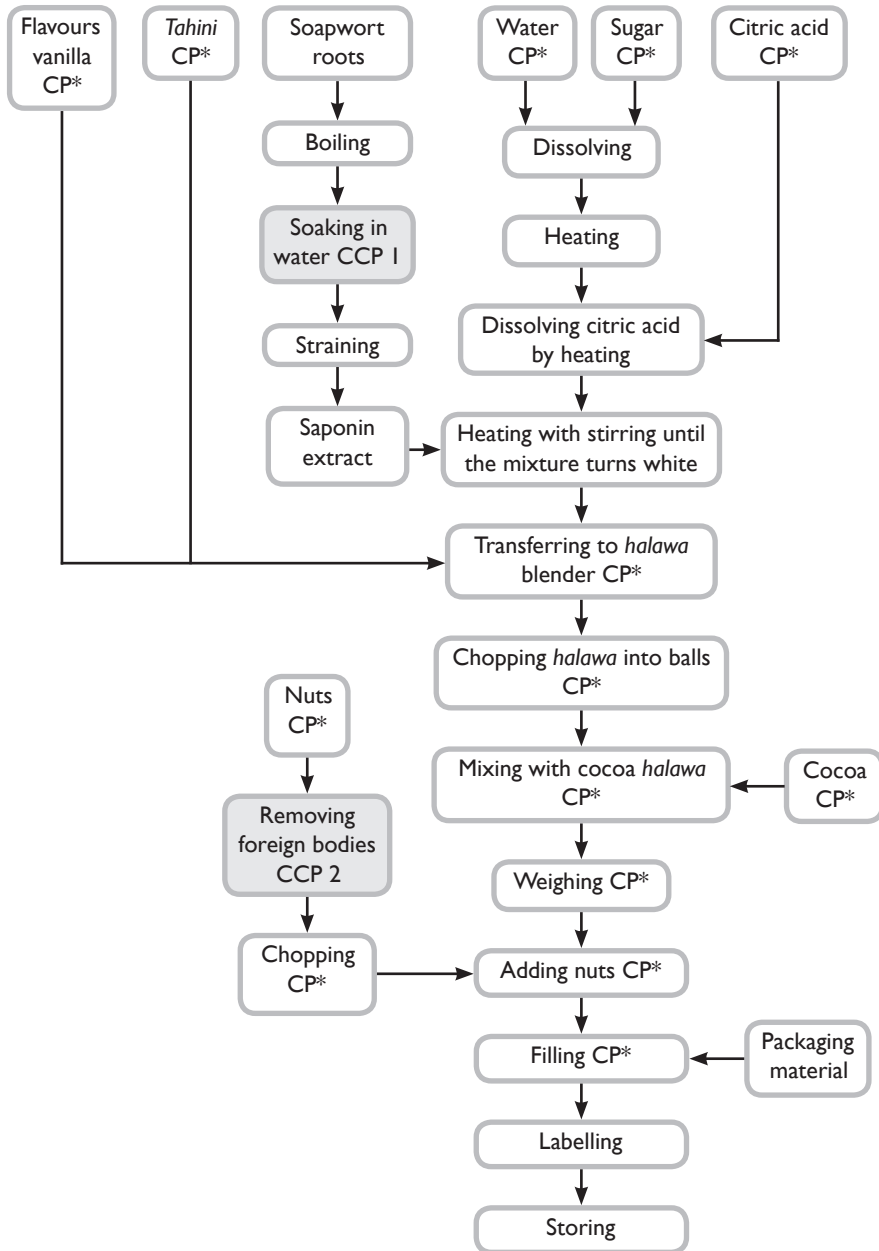 Flavours
vanilla
CP*
Tahini
CP*
Soapwort
roots
Water
CP*
Sugar
CP*
Citric acid
CP*
Boiling
Dissolving
Soaking in
water CCP 1
Heating
Straining
Dissolving citric acid
by heating
Saponin
extract
Heating with stirring until
the mixture turns white
Transferring to halawa
blender CP*
Chopping halawa into balls
CP*
Nuts
CP*
Mixing with cocoa halawa
CP*
Cocoa
CP*
Removing
foreign bodies
CCP 2
Weighing CP*
Chopping
CP*
Adding nuts CP*
Filling CP*
Packaging
material
Labelling
Storing